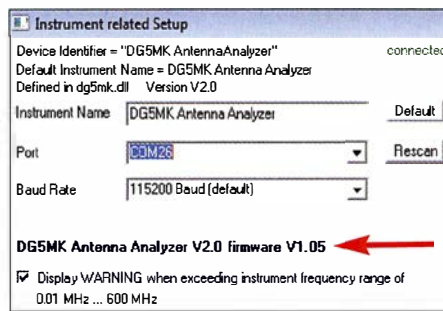 Instrument related Setup
Device Identifier = "DG5MK AntennaAnalyzer" connected
Default Instrument Name = DG5MK Antenna Analyzer
Defined in dg5mk.dll Version V2.0
Instrument Name DG5MK Antenna Analyzer Default
Port COM26 Rescan
Baud Rate 115200 Baud (default)
DG5MK Antenna Analyzer V2.0 firmware V1.05
Display WARNING when exceeding instrument frequency range of
0.01 MHz ... 600 MHz